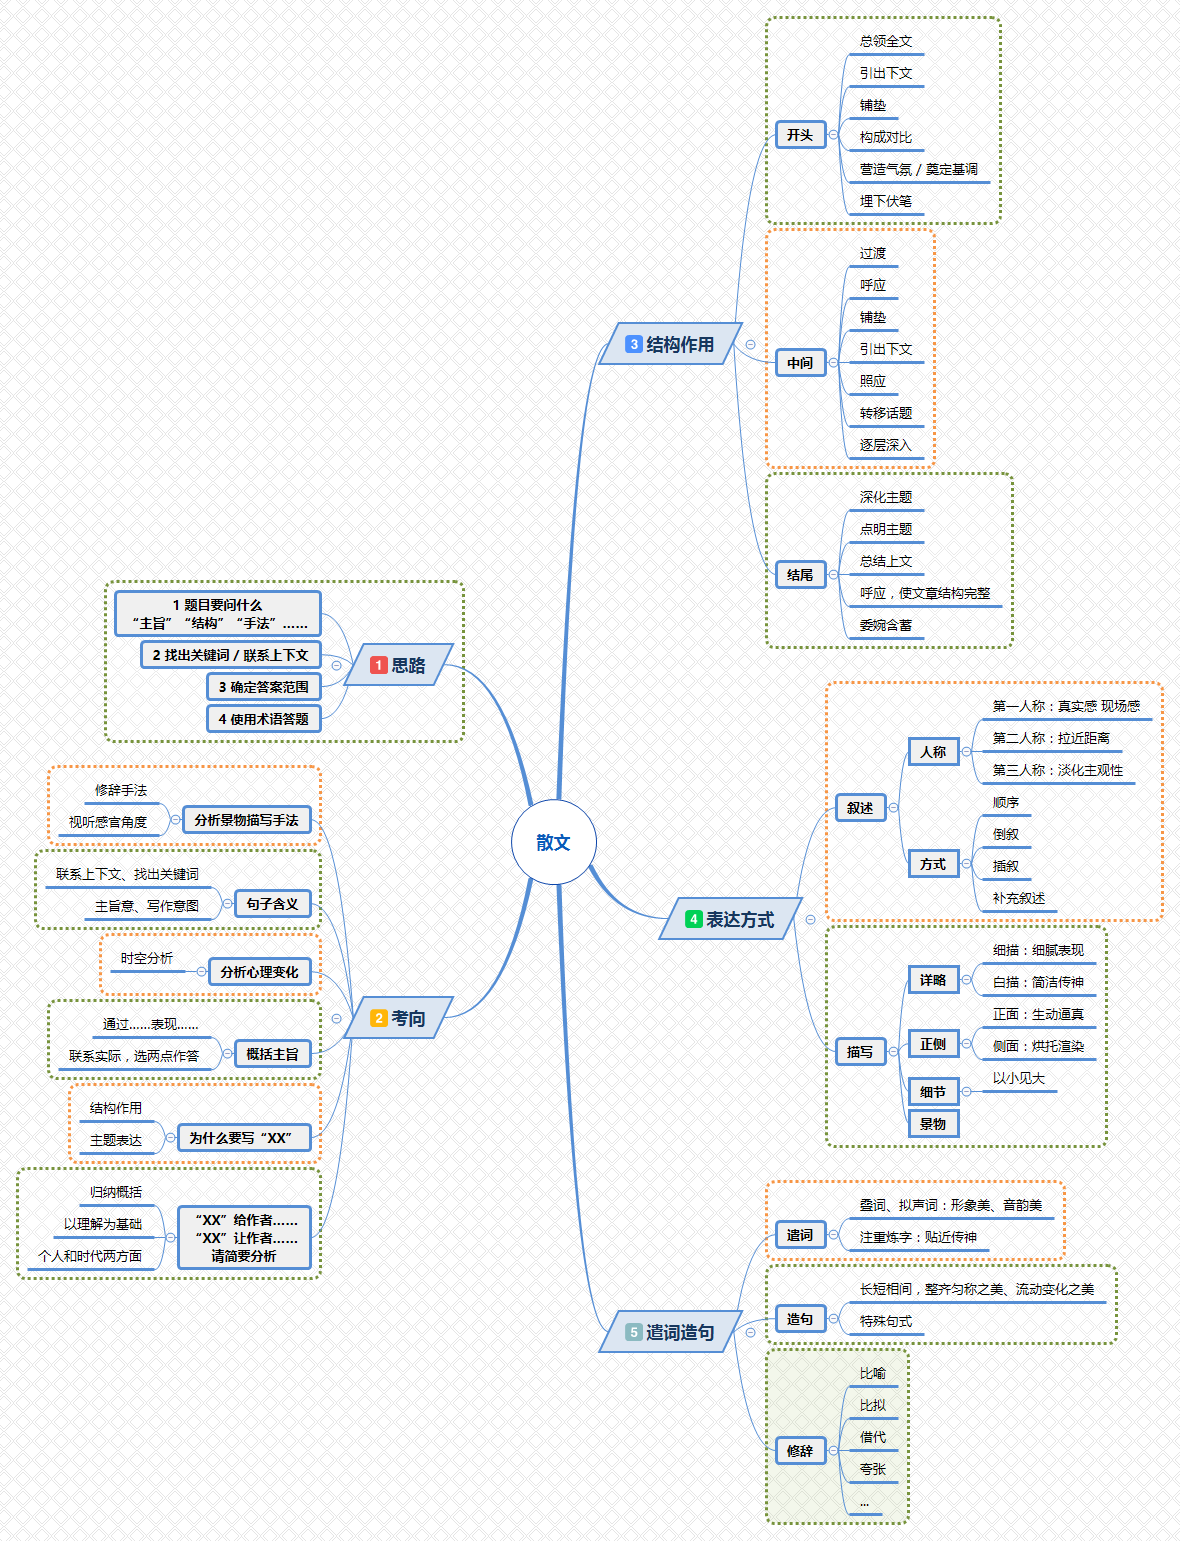 散文
1 思路
1 题目要问什么
“主旨”“结构”“手法”……
2 找出关键词 / 联系上下文
3 确定答案范围
4 使用术语答题
2 考向
分析景物描写手法
修辞手法
视听感官角度
句子含义
联系上下文、找出关键词
主旨意、写作意图
分析心理变化
时空分析
概括主旨
通过……表现……
联系实际，选两点作答
为什么要写“XX”
结构作用
主题表达
“XX”给作者……
“XX”让作者……
请简要分析
归纳概括
以理解为基础
个人和时代两方面
3 结构作用
开头
总领全文
引出下文
铺垫
构成对比
营造气氛 / 奠定基调
埋下伏笔
中间
过渡
呼应
铺垫
引出下文
照应
转移话题
逐层深入
结尾
深化主题
点明主题
总结上文
呼应，使文章结构完整
委婉含蓄
4 表达方式
叙述
人称
第一人称：真实感 现场感
第二人称：拉近距离
第三人称：淡化主观性
方式
顺序
倒叙
插叙
补充叙述
描写
详略
细描：细腻表现
白描：简洁传神
正侧
正面：生动逼真
侧面：烘托渲染
细节
以小见大
景物
5 遣词造句
遣词
叠词、拟声词：形象美、音韵美
注重炼字：贴近传神
造句
长短相间，整齐匀称之美、流动变化之美
特殊句式
修辞
比喻
比拟
借代
夸张
...